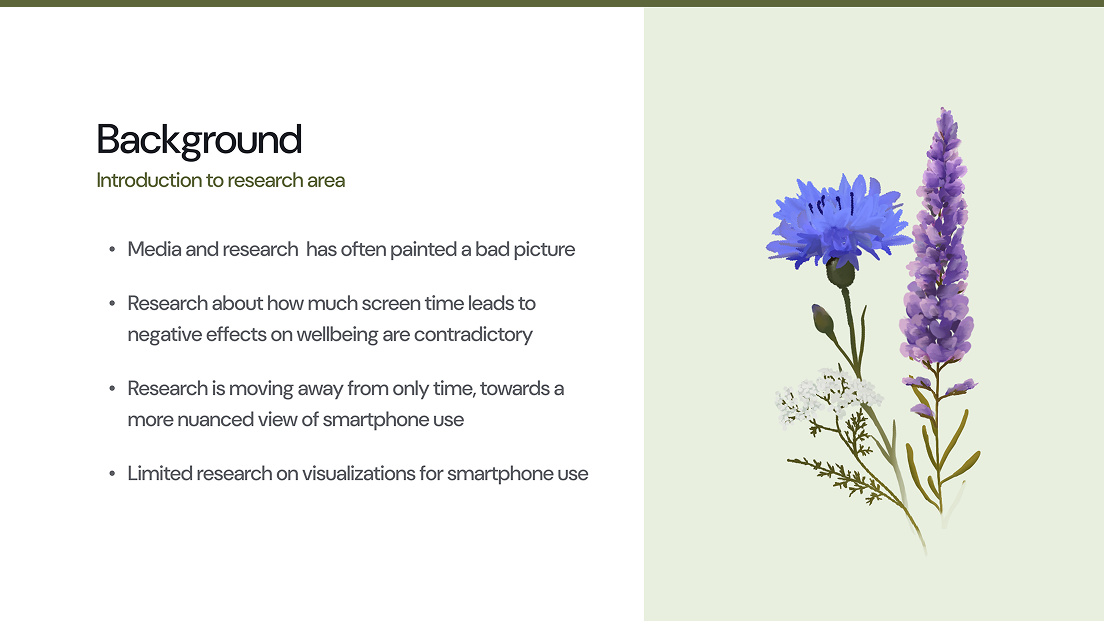 Background
Introduction to research area
• Media and research  has often painted a bad picture
• Research about how much screen time leads to
negative effects on wellbeing are contradictory
• Research is moving away from only time, towards a
more nuanced view of smartphone use
• Limited research on visualizations for smartphone use